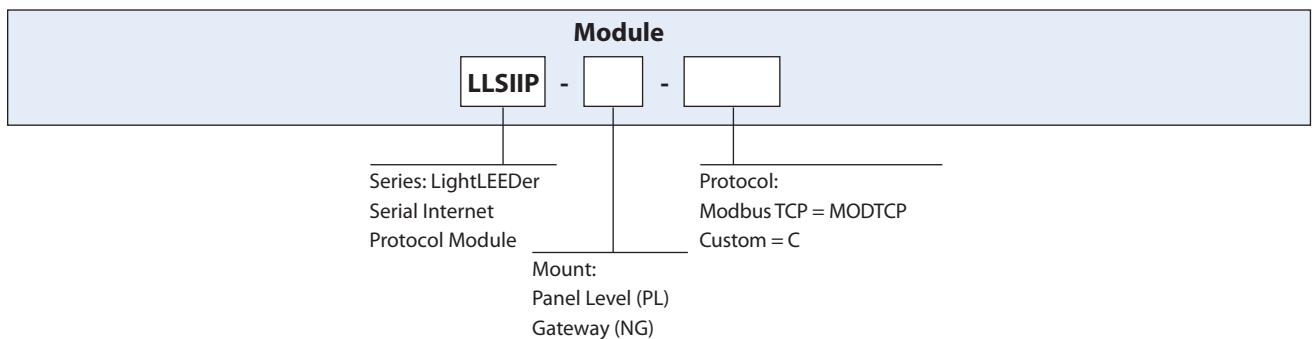 Module
LLSIIP - -
Series: LightLEEDer
Serial Internet
Protocol Module
Mount:
Panel Level (PL)
Gateway (NG)
Protocol:
Modbus TCP = MODTCP
Custom = C